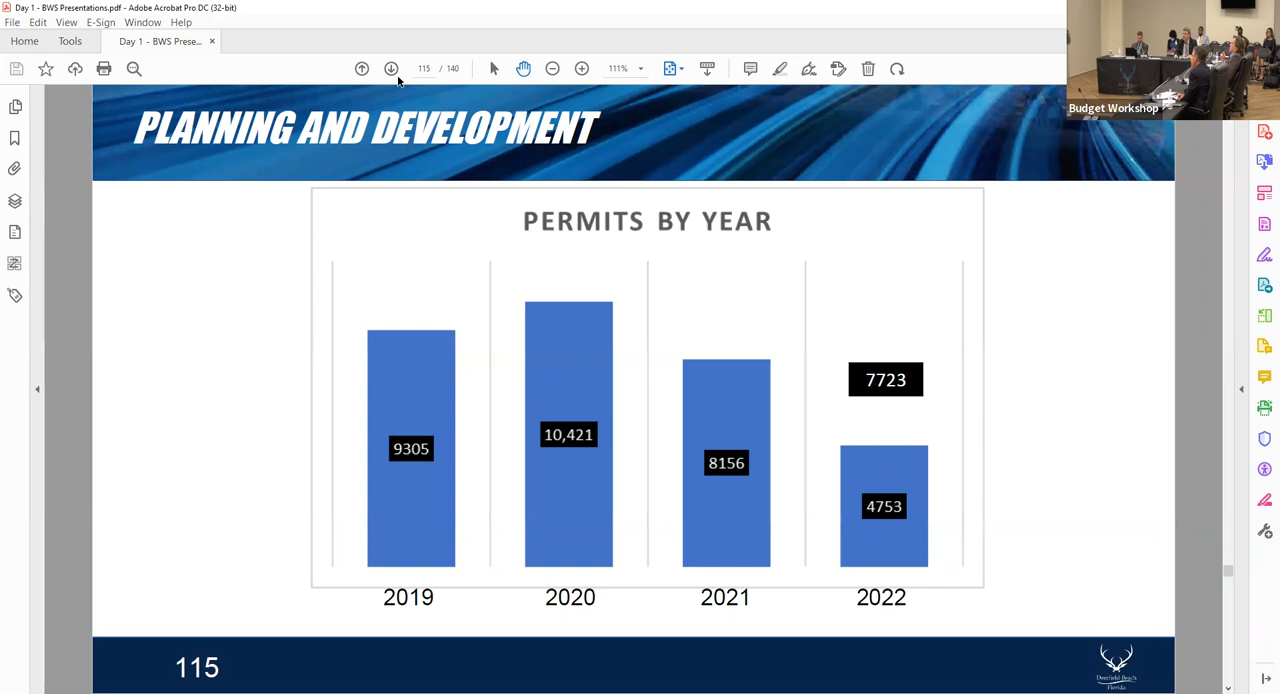 Day 1 - BWS Presentations.pdf - Adobe Acrobat Pro DC (32-bit)
File Edit View E-Sign Window Help
Home Tools Day 1 - BWS Prese... ×
115 / 140 111%
Budget Workshop
PLANNING AND DEVELOPMENT
PERMITS BY YEAR
7723
10,421
9305
8156
4753
2019 2020 2021 2022
115
Deerfield Beach
Florida